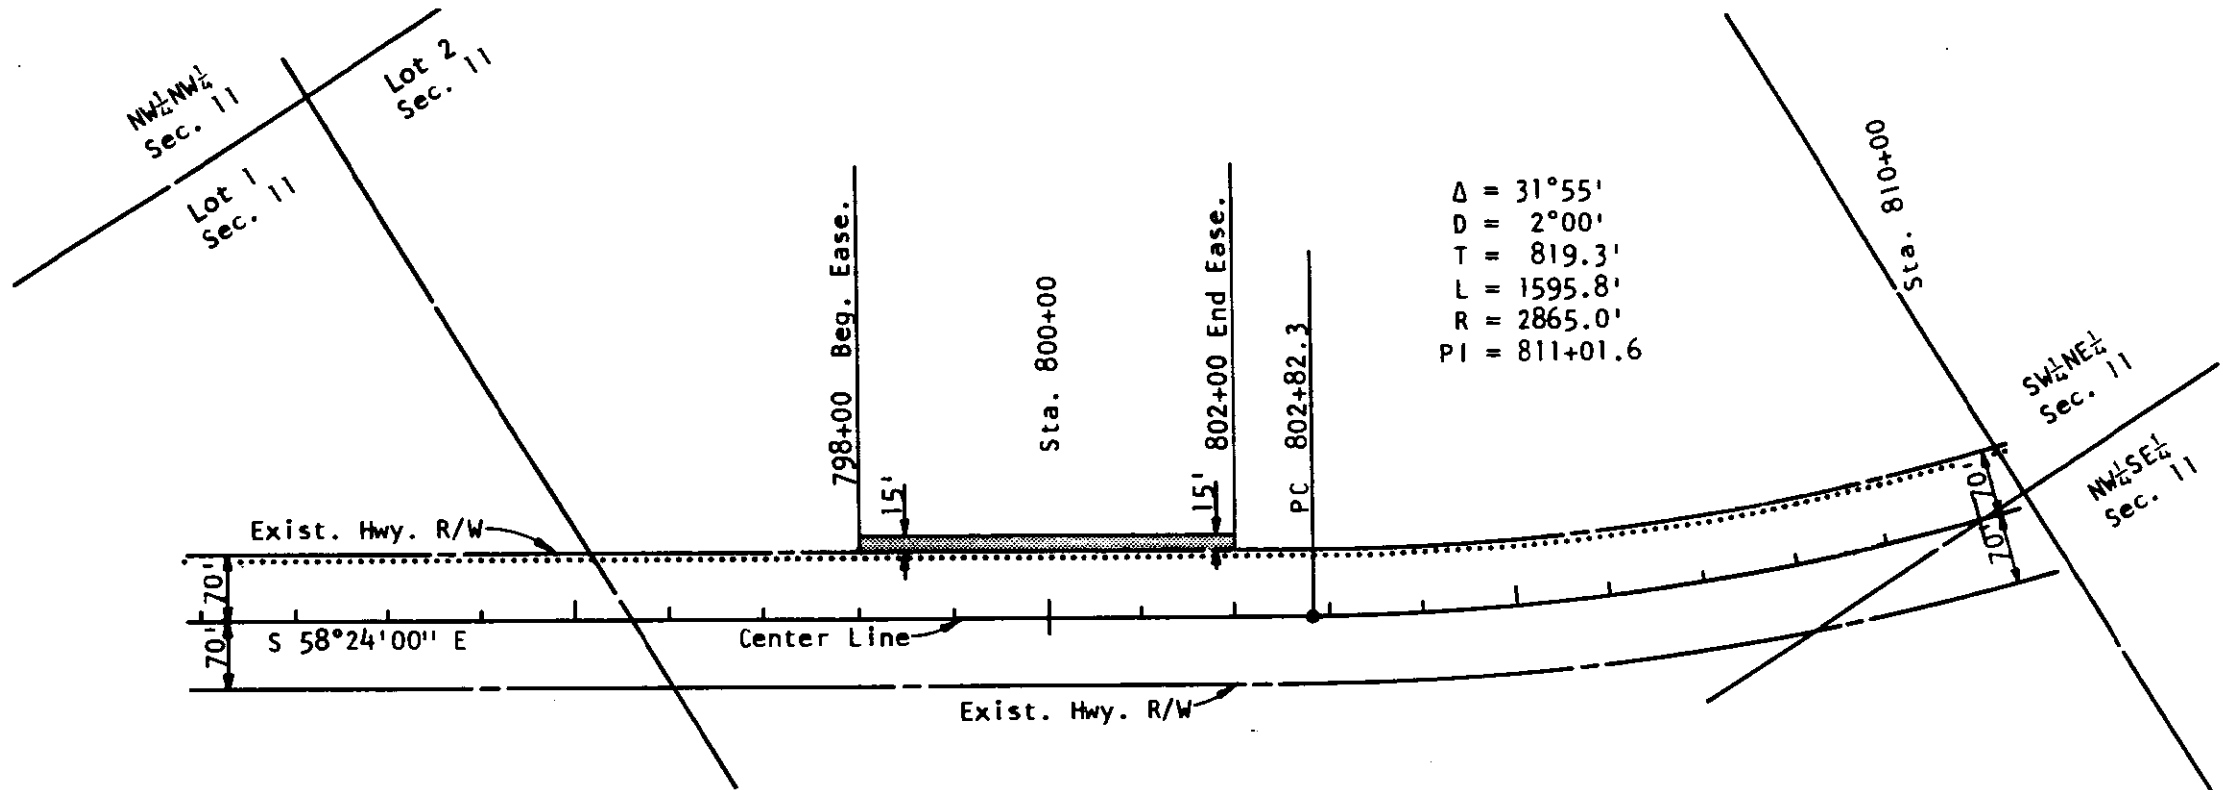 NW¼NW¼
Sec. 11
Lot 2
Sec. 11
Lot 1
Sec. 11
798+00 Beg. Ease.
Sta. 800+00
802+00 End Ease.
PC 802+82.3
Δ = 31°55'
D = 2°00'
T = 819.3'
L = 1595.8'
R = 2865.0'
PI = 811+01.6
Sta. 810+00
SW¼NE¼
Sec. 11
NW¼SE¼
Sec. 11
15'
15'
Exist. Hwy. R/W
70'
70'
S 58°24'00" E
Center Line
Exist. Hwy. R/W
70'
70'